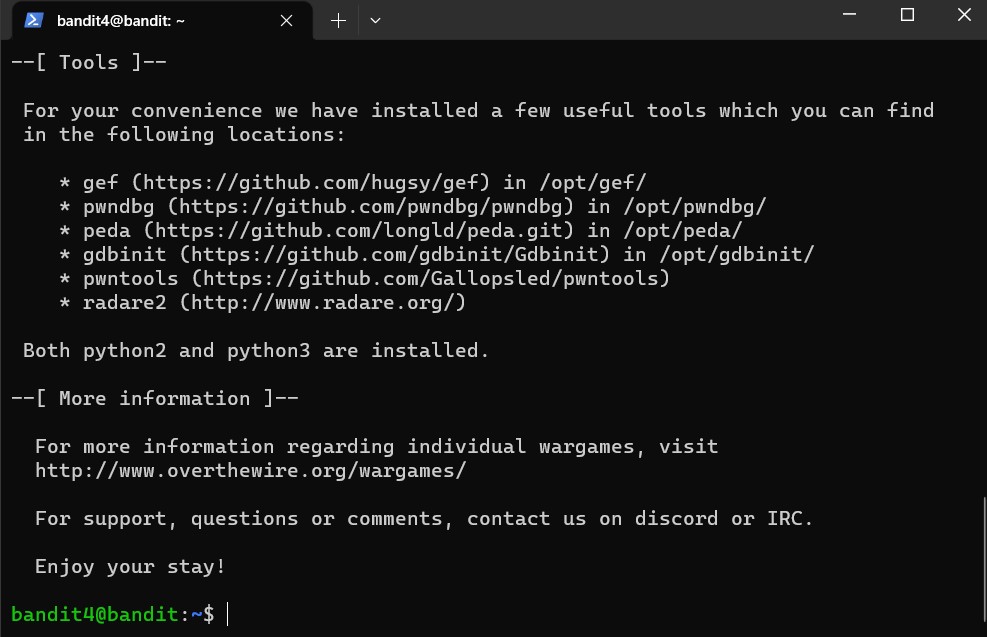 bandit4@bandit: ~
--[ Tools ]--
For your convenience we have installed a few useful tools which you can find
in the following locations:
* gef (https://github.com/hugsy/gef) in /opt/gef/
* pwndbg (https://github.com/pwndbg/pwndbg) in /opt/pwndbg/
* peda (https://github.com/longld/peda.git) in /opt/peda/
* gdbinit (https://github.com/gdbinit/Gdbinit) in /opt/gdbinit/
* pwntools (https://github.com/Gallopsled/pwntools)
* radare2 (http://www.radare.org/)
Both python2 and python3 are installed.
--[ More information ]--
For more information regarding individual wargames, visit
http://www.overthewire.org/wargames/
For support, questions or comments, contact us on discord or IRC.
Enjoy your stay!
bandit4@bandit:~$